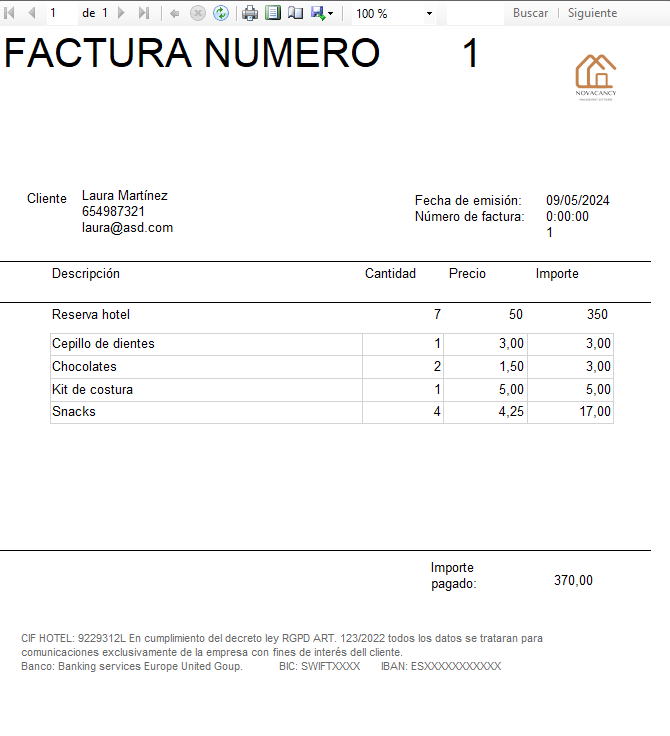 1 de 1 100 % Buscar Siguiente
FACTURA NUMERO 1
NOVACANCY
Cliente
Laura Martínez
654987321
laura@asd.com
Fecha de emisión: 09/05/2024
0:00:00
Número de factura: 1
Descripción Cantidad Precio Importe
Reserva hotel 7 50 350
Cepillo de dientes 1 3,00 3,00
Chocolates 2 1,50 3,00
Kit de costura 1 5,00 5,00
Snacks 4 4,25 17,00
Importe
pagado: 370,00
CIF HOTEL: 9229312L En cumplimiento del decreto ley RGPD ART. 123/2022 todos los datos se trataran para
comunicaciones exclusivamente de la empresa con fines de interés dell cliente.
Banco: Banking services Europe United Goup. BIC: SWIFTXXXX IBAN: ESXXXXXXXXXXX